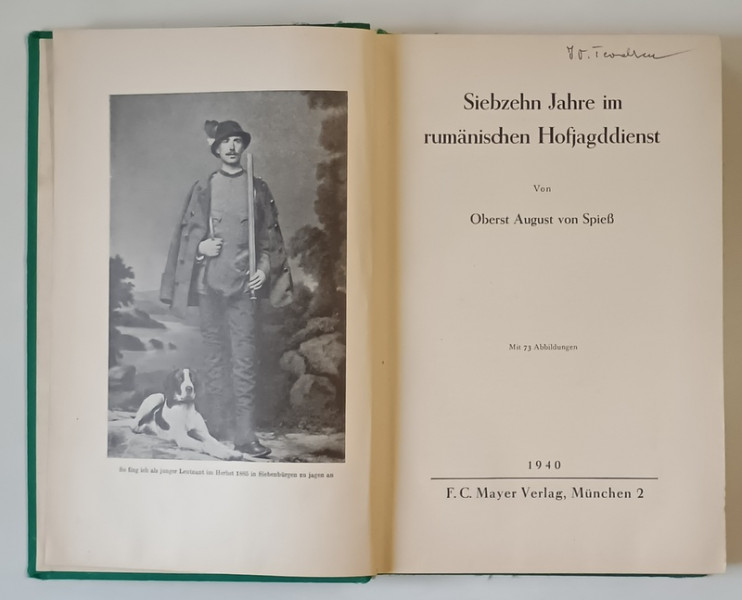 So fing ich als junger Leutnant im Herbst 1885 in Siebenbürgen zu jagen an
Siebzehn Jahre im
rumänischen Hofjagddienst
Von
Oberst August von Spieß
Mit 73 Abbildungen
1940
F. C. Mayer Verlag, München 2